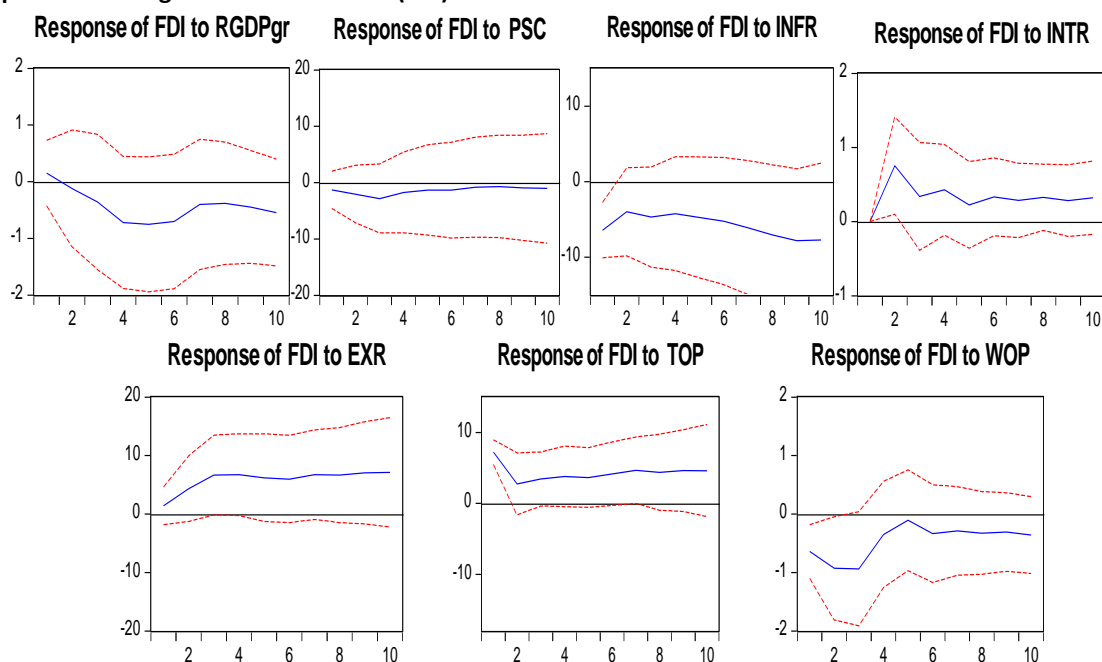 Response of FDI to RGDPgr
Response of FDI to PSC
Response of FDI to INFR
Response of FDI to INTR
2
1
0
-1
-2
2 4 6 8 10
20
10
0
-10
-20
2 4 6 8 10
10
0
-10
2 4 6 8 10
2
1
0
-1
2 4 6 8 10
Response of FDI to EXR
Response of FDI to TOP
Response of FDI to WOP
20
10
0
-10
-20
2 4 6 8 10
10
0
-10
2 4 6 8 10
2
1
0
-1
-2
2 4 6 8 10